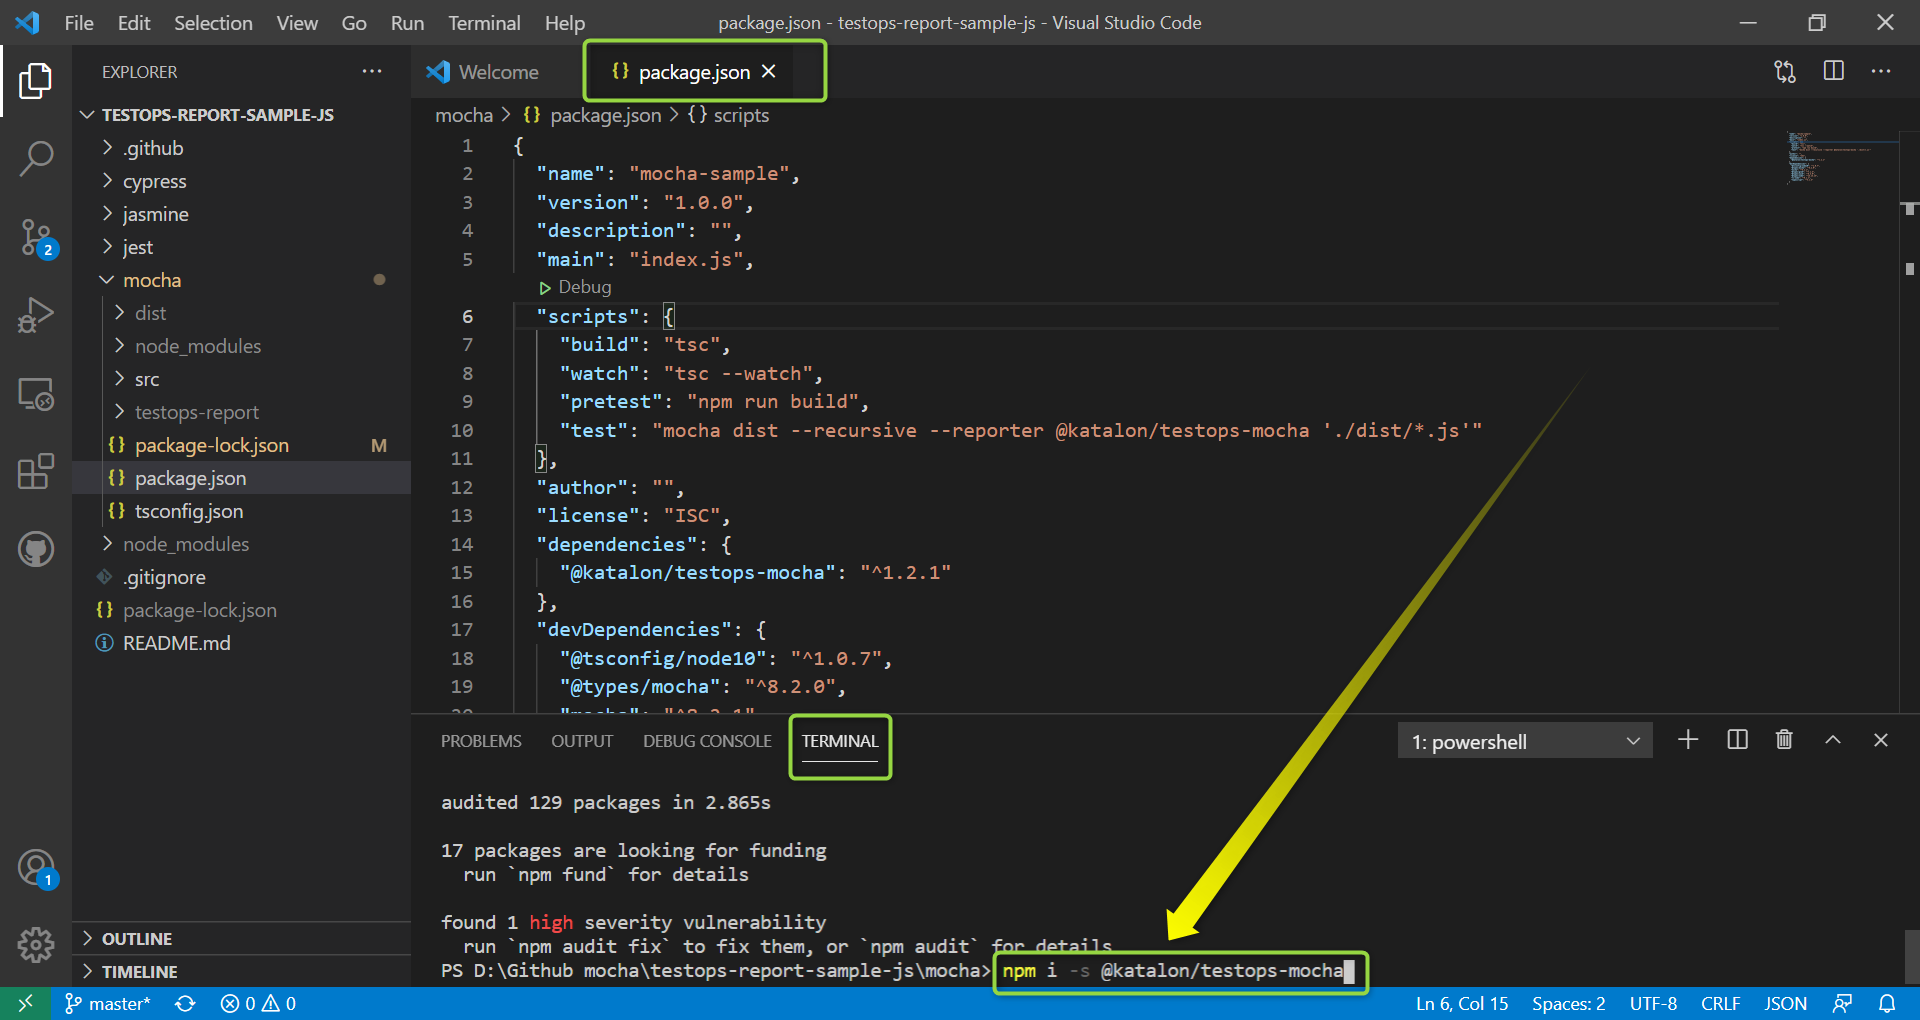 File Edit Selection View Go Run Terminal Help
package.json - testops-report-sample-js - Visual Studio Code
EXPLORER
TESTOPS-REPORT-SAMPLE-JS
.github
cypress
jasmine
jest
mocha
dist
node_modules
src
testops-report
package-lock.json M
package.json
tsconfig.json
node_modules
.gitignore
package-lock.json
README.md
OUTLINE
TIMELINE
2
1
Welcome
{} package.json
mocha > {} package.json > {} scripts
1 {
2 "name": "mocha-sample",
3 "version": "1.0.0",
4 "description": "",
5 "main": "index.js",
Debug
6 "scripts": {
7 "build": "tsc",
8 "watch": "tsc --watch",
9 "pretest": "npm run build",
10 "test": "mocha dist --recursive --reporter @katalon/testops-mocha './dist/*.js'"
11 },
12 "author": "",
13 "license": "ISC",
14 "dependencies": {
15 "@katalon/testops-mocha": "^1.2.1"
16 },
17 "devDependencies": {
18 "@tsconfig/node10": "^1.0.7",
19 "@types/mocha": "^8.2.0",
PROBLEMS OUTPUT DEBUG CONSOLE TERMINAL
1: powershell
audited 129 packages in 2.865s
17 packages are looking for funding
run `npm fund` for details
found 1 high severity vulnerability
run `npm audit fix` to fix them, or `npm audit` for details
PS D:\Github mocha\testops-report-sample-js\mocha> npm i -s @katalon/testops-mocha
master* 0 0
Ln 6, Col 15 Spaces: 2 UTF-8 CRLF JSON